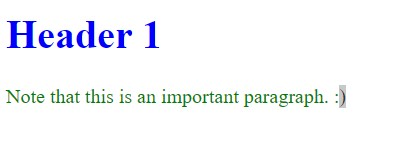 Header 1
Note that this is an important paragraph. :)